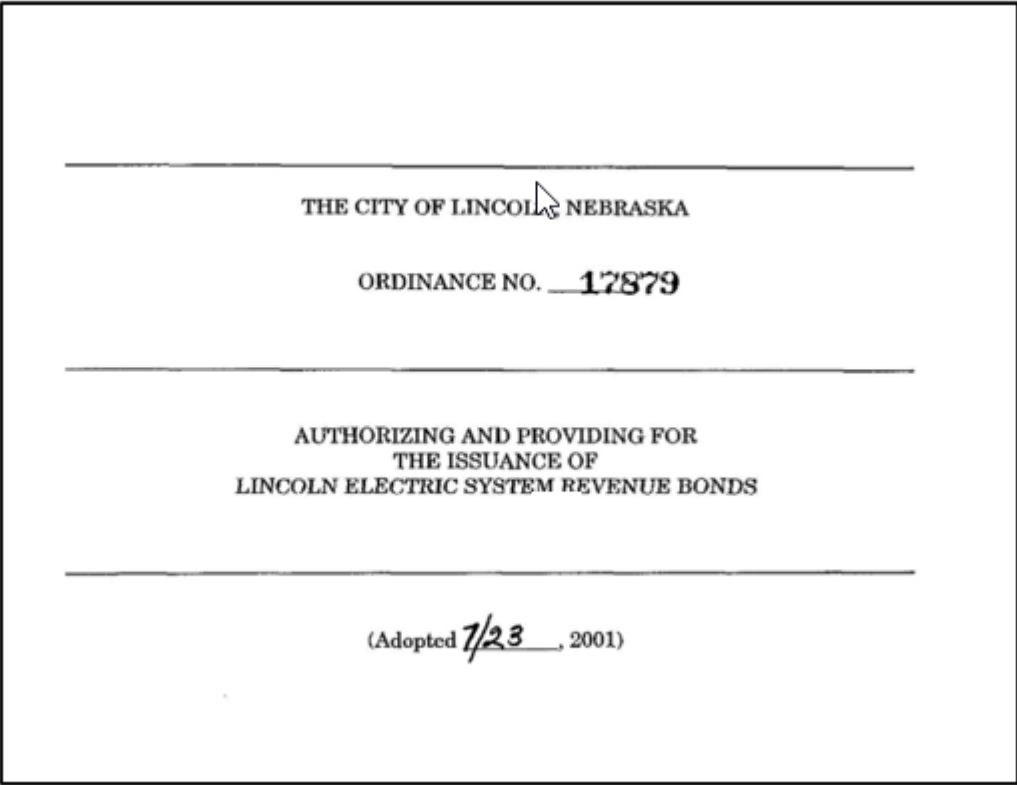 THE CITY OF LINCOLN, NEBRASKA
ORDINANCE NO. 17879
AUTHORIZING AND PROVIDING FOR
THE ISSUANCE OF
LINCOLN ELECTRIC SYSTEM REVENUE BONDS
(Adopted 7/23, 2001)